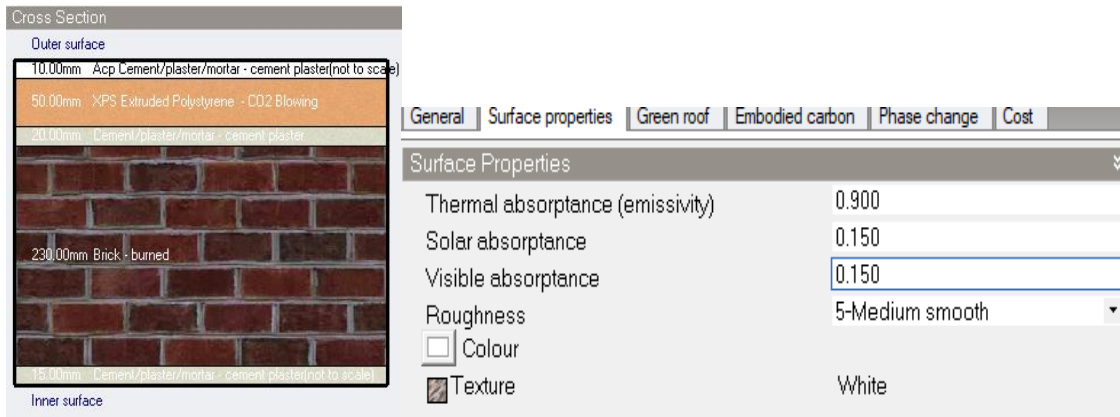 Cross Section
Outer surface
10.00mm Acp Cement/plaster/mortar - cement plaster(not to scale)
50.00mm XPS Extruded Polystyrene - CO2 Blowing
20.00mm Cement/plaster/mortar - cement plaster
230.00mm Brick - burned
15.00mm Cement/plaster/mortar - cement plaster(not to scale)
Inner surface
General Surface properties Green roof Embodied carbon Phase change Cost
Surface Properties
Thermal absorptance (emissivity) 0.900
Solar absorptance 0.150
Visible absorptance 0.150
Roughness 5-Medium smooth
Colour
Texture White